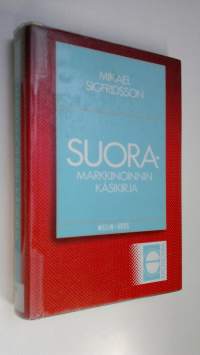 MIKAEL
SIGFRIDSSON
SUORA-
MARKKINOINNIN
KÄSIKIRJA